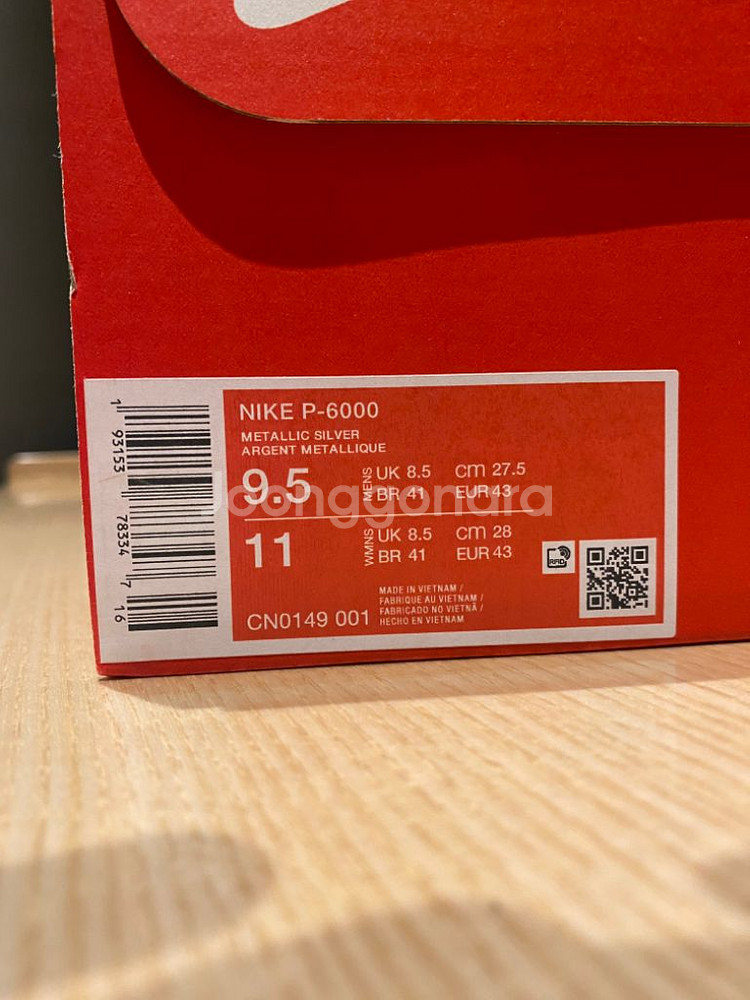 NIKE P-6000
METALLIC SILVER
ARGENT METALLIQUE
9.5 MENS UK 8.5 cm 27.5
BR 41 EUR 43
Joonggonara
11 WMNS UK 8.5 cm 28
BR 41 EUR 43
RFID
MADE IN VIETNAM /
FABRIQUE AU VIETNAM /
FABRICADO NO VIETNÃ /
HECHO EN VIETNAM
CN0149 001
1 93153 78334 7 16